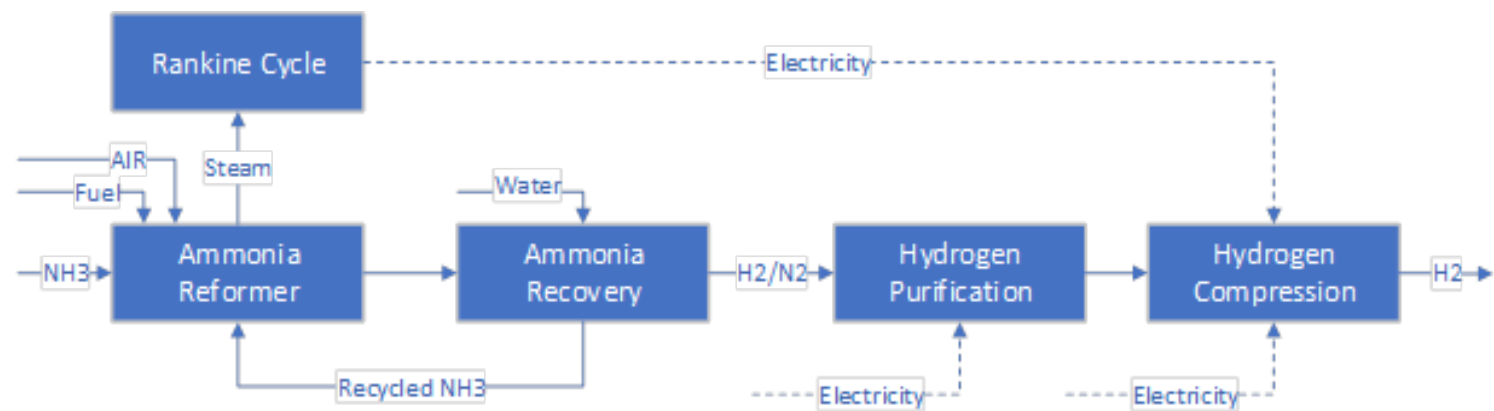 Rankine Cycle
Electricity
AIR
Steam
Fuel
Water
NH3
Ammonia
Reformer
Ammonia
Recovery
H2/N2
Hydrogen
Purification
Hydrogen
Compression
H2
Recycled NH3
Electricity
Electricity